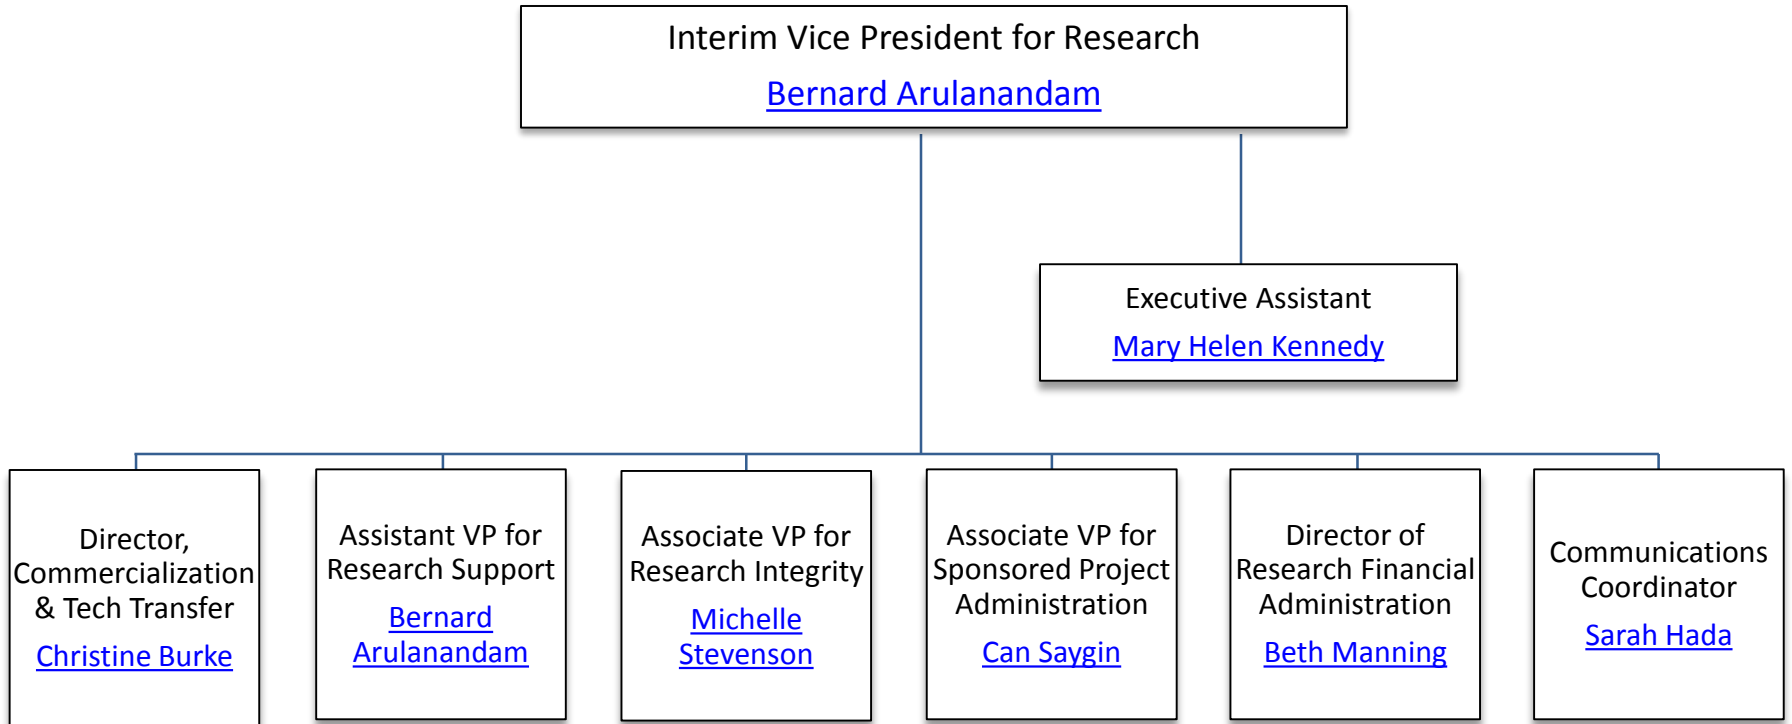 Interim Vice President for Research
Bernard Arulanandam
Executive Assistant
Mary Helen Kennedy
Director,
Commercialization
& Tech Transfer
Christine Burke
Assistant VP for
Research Support
Bernard
Arulanandam
Associate VP for
Research Integrity
Michelle
Stevenson
Associate VP for
Sponsored Project
Administration
Can Saygin
Director of
Research Financial
Administration
Beth Manning
Communications
Coordinator
Sarah Hada